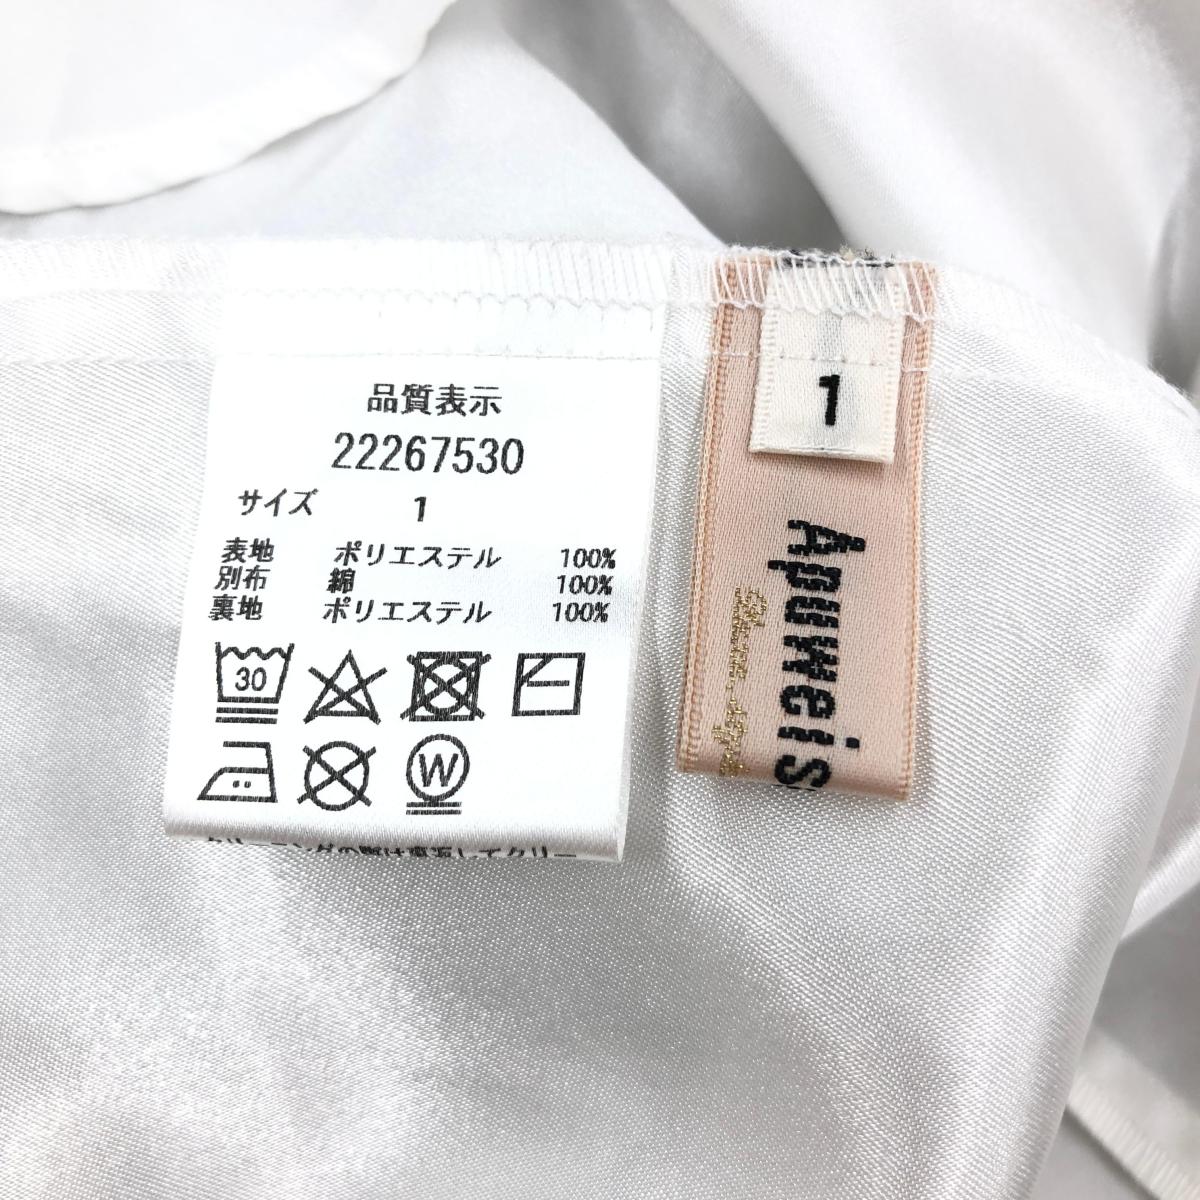 品質表示
22267530
サイズ 1
表地 ポリエステル 100%
別布 綿 100%
裏地 ポリエステル 100%
30
W
1
Apuweis